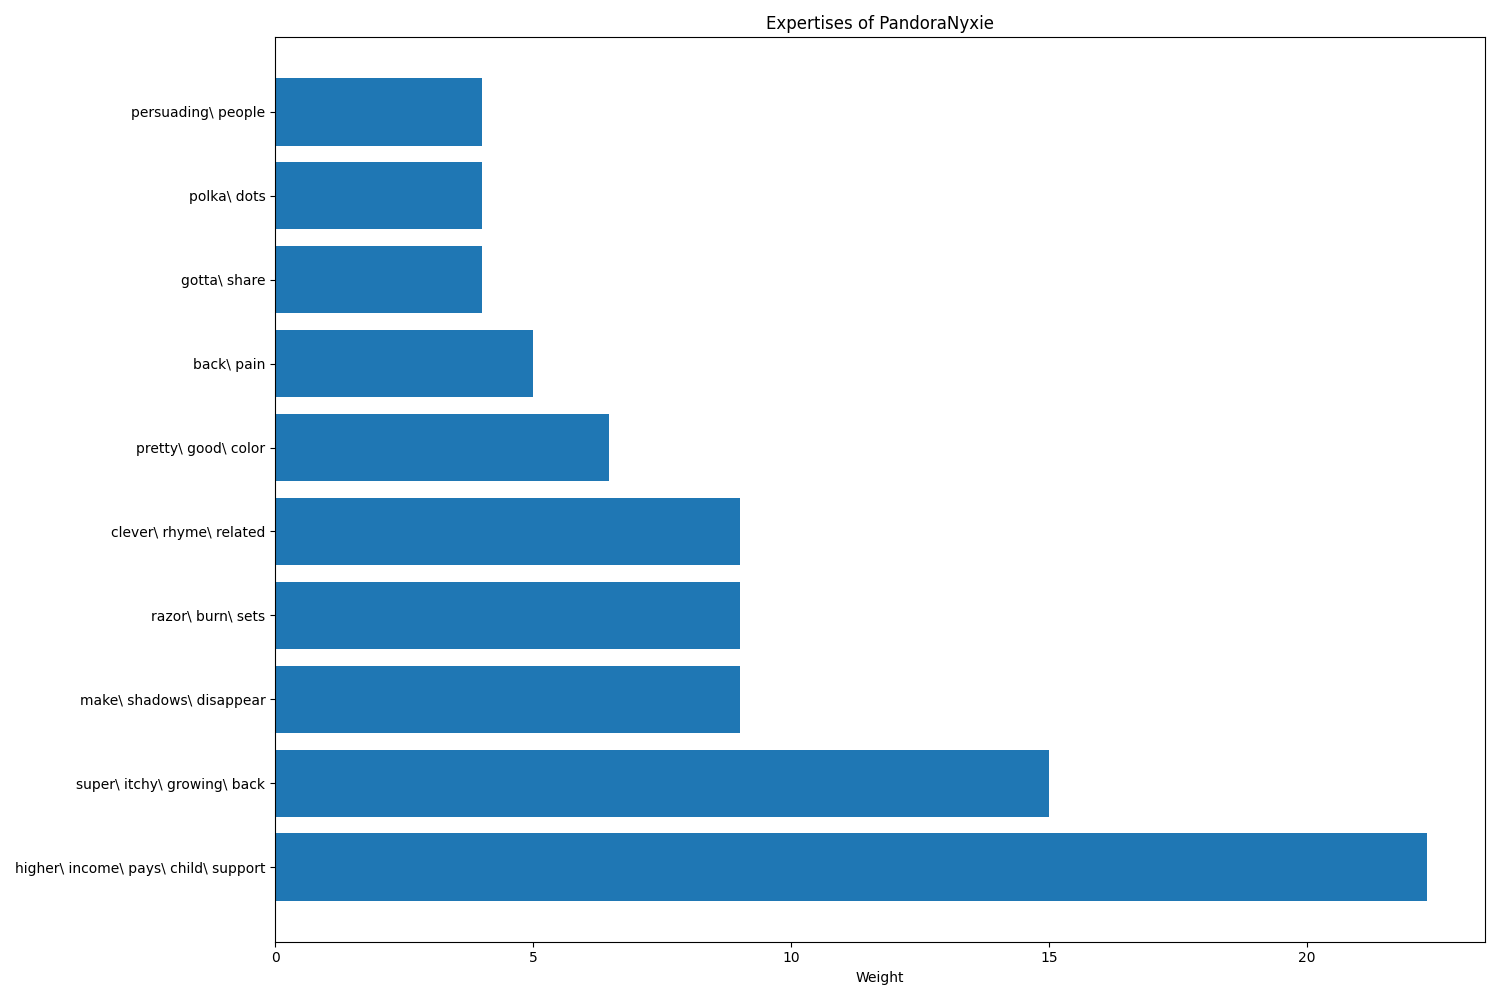 Expertises of PandoraNyxie
persuading\ people
polka\ dots
gotta\ share
back\ pain
pretty\ good\ color
clever\ rhyme\ related
razor\ burn\ sets
make\ shadows\ disappear
super\ itchy\ growing\ back
higher\ income\ pays\ child\ support
0 5 10 15 20
Weight